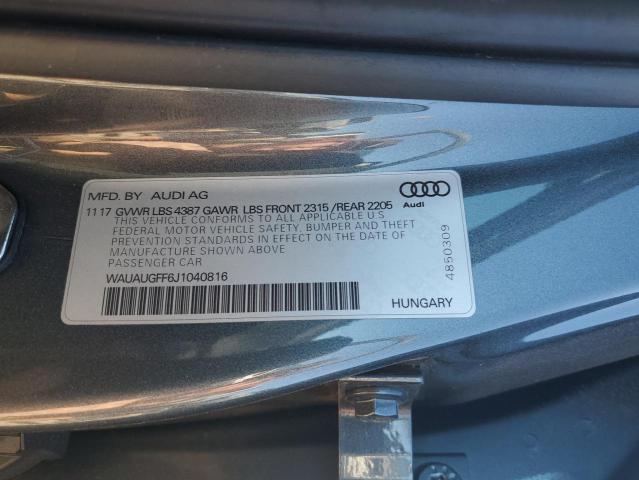 MFD. BY AUDI AG
11 17 GVWR LBS 4387 GAWR LBS FRONT 2315 /REAR 2205
THIS VEHICLE CONFORMS TO ALL APPLICABLE U S
FEDERAL MOTOR VEHICLE SAFETY, BUMPER AND THEFT
PREVENTION STANDARDS IN EFFECT ON THE DATE OF
MANUFACTURE SHOWN ABOVE
PASSENGER CAR
WAUAUGFF6J1040816
Audi
4850309
HUNGARY